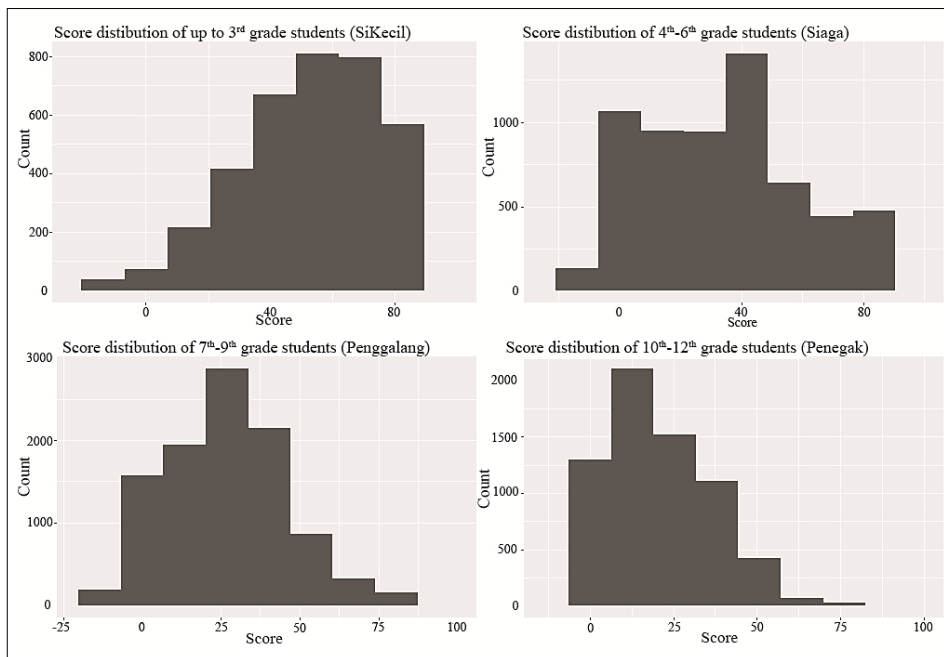 Score distibution of up to 3rd grade students (SiKecil)
800
600
400
200
0
Count
0
40
80
Score
Score distibution of 4th-6th grade students (Siaga)
1000
500
0
Count
0
40
80
Score
Score distibution of 7th-9th grade students (Penggalang)
3000
2000
1000
0
Count
-25
0
25
50
75
100
Score
Score distibution of 10th-12th grade students (Penegak)
2000
1500
1000
500
0
Count
0
25
50
75
100
Score